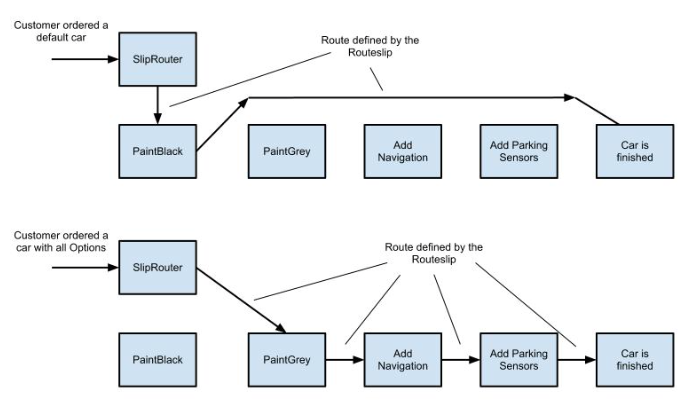 Customer ordered a
default car
SlipRouter
Route defined by the
Routeslip
PaintBlack
PaintGrey
Add
Navigation
Add Parking
Sensors
Car is
finished
Customer ordered a
car with all Options
SlipRouter
Route defined by the
Routeslip
PaintBlack
PaintGrey
Add
Navigation
Add Parking
Sensors
Car is
finished